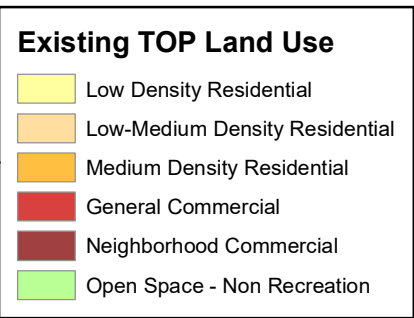 Existing TOP Land Use
Low Density Residential
Low-Medium Density Residential
Medium Density Residential
General Commercial
Neighborhood Commercial
Open Space - Non Recreation